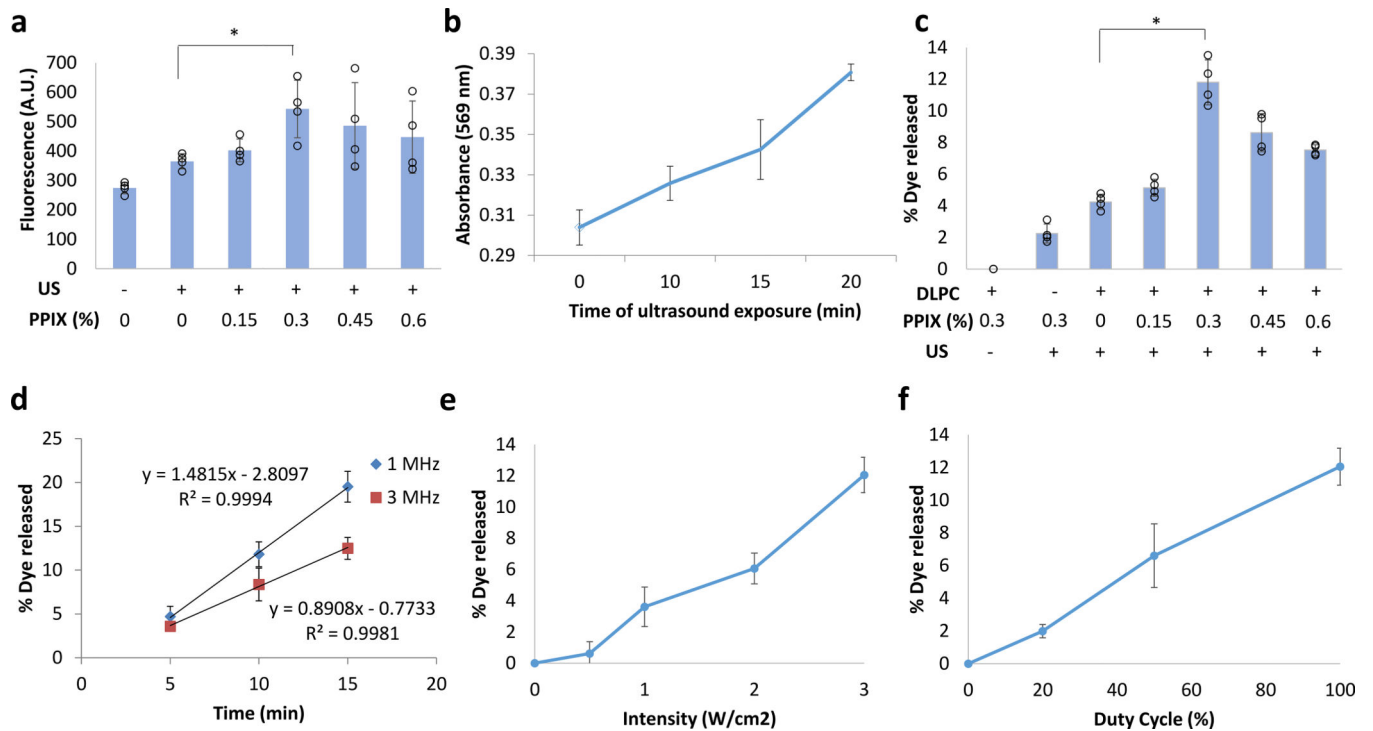 a
*
Fluorescence (A.U.)
700
600
500
400
300
200
100
0
US - + + + + +
PPIX (%) 0 0 0.15 0.3 0.45 0.6
b
Absorbance (569 nm)
0.39
0.37
0.35
0.33
0.31
0.29
0 10 15 20
Time of ultrasound exposure (min)
c
*
% Dye released
14
12
10
8
6
4
2
0
DLPC + - + + + + +
PPIX (%) 0.3 0.3 0 0.15 0.3 0.45 0.6
US - + + + + + +
d
% Dye released
25
20
15
10
5
0
y = 1.4815x - 2.8097
R² = 0.9994
1 MHz
3 MHz
y = 0.8908x - 0.7733
R² = 0.9981
0 5 10 15 20
Time (min)
e
% Dye released
14
12
10
8
6
4
2
0
0 1 2 3
Intensity (W/cm2)
f
% Dye released
14
12
10
8
6
4
2
0
0 20 40 60 80 100
Duty Cycle (%)